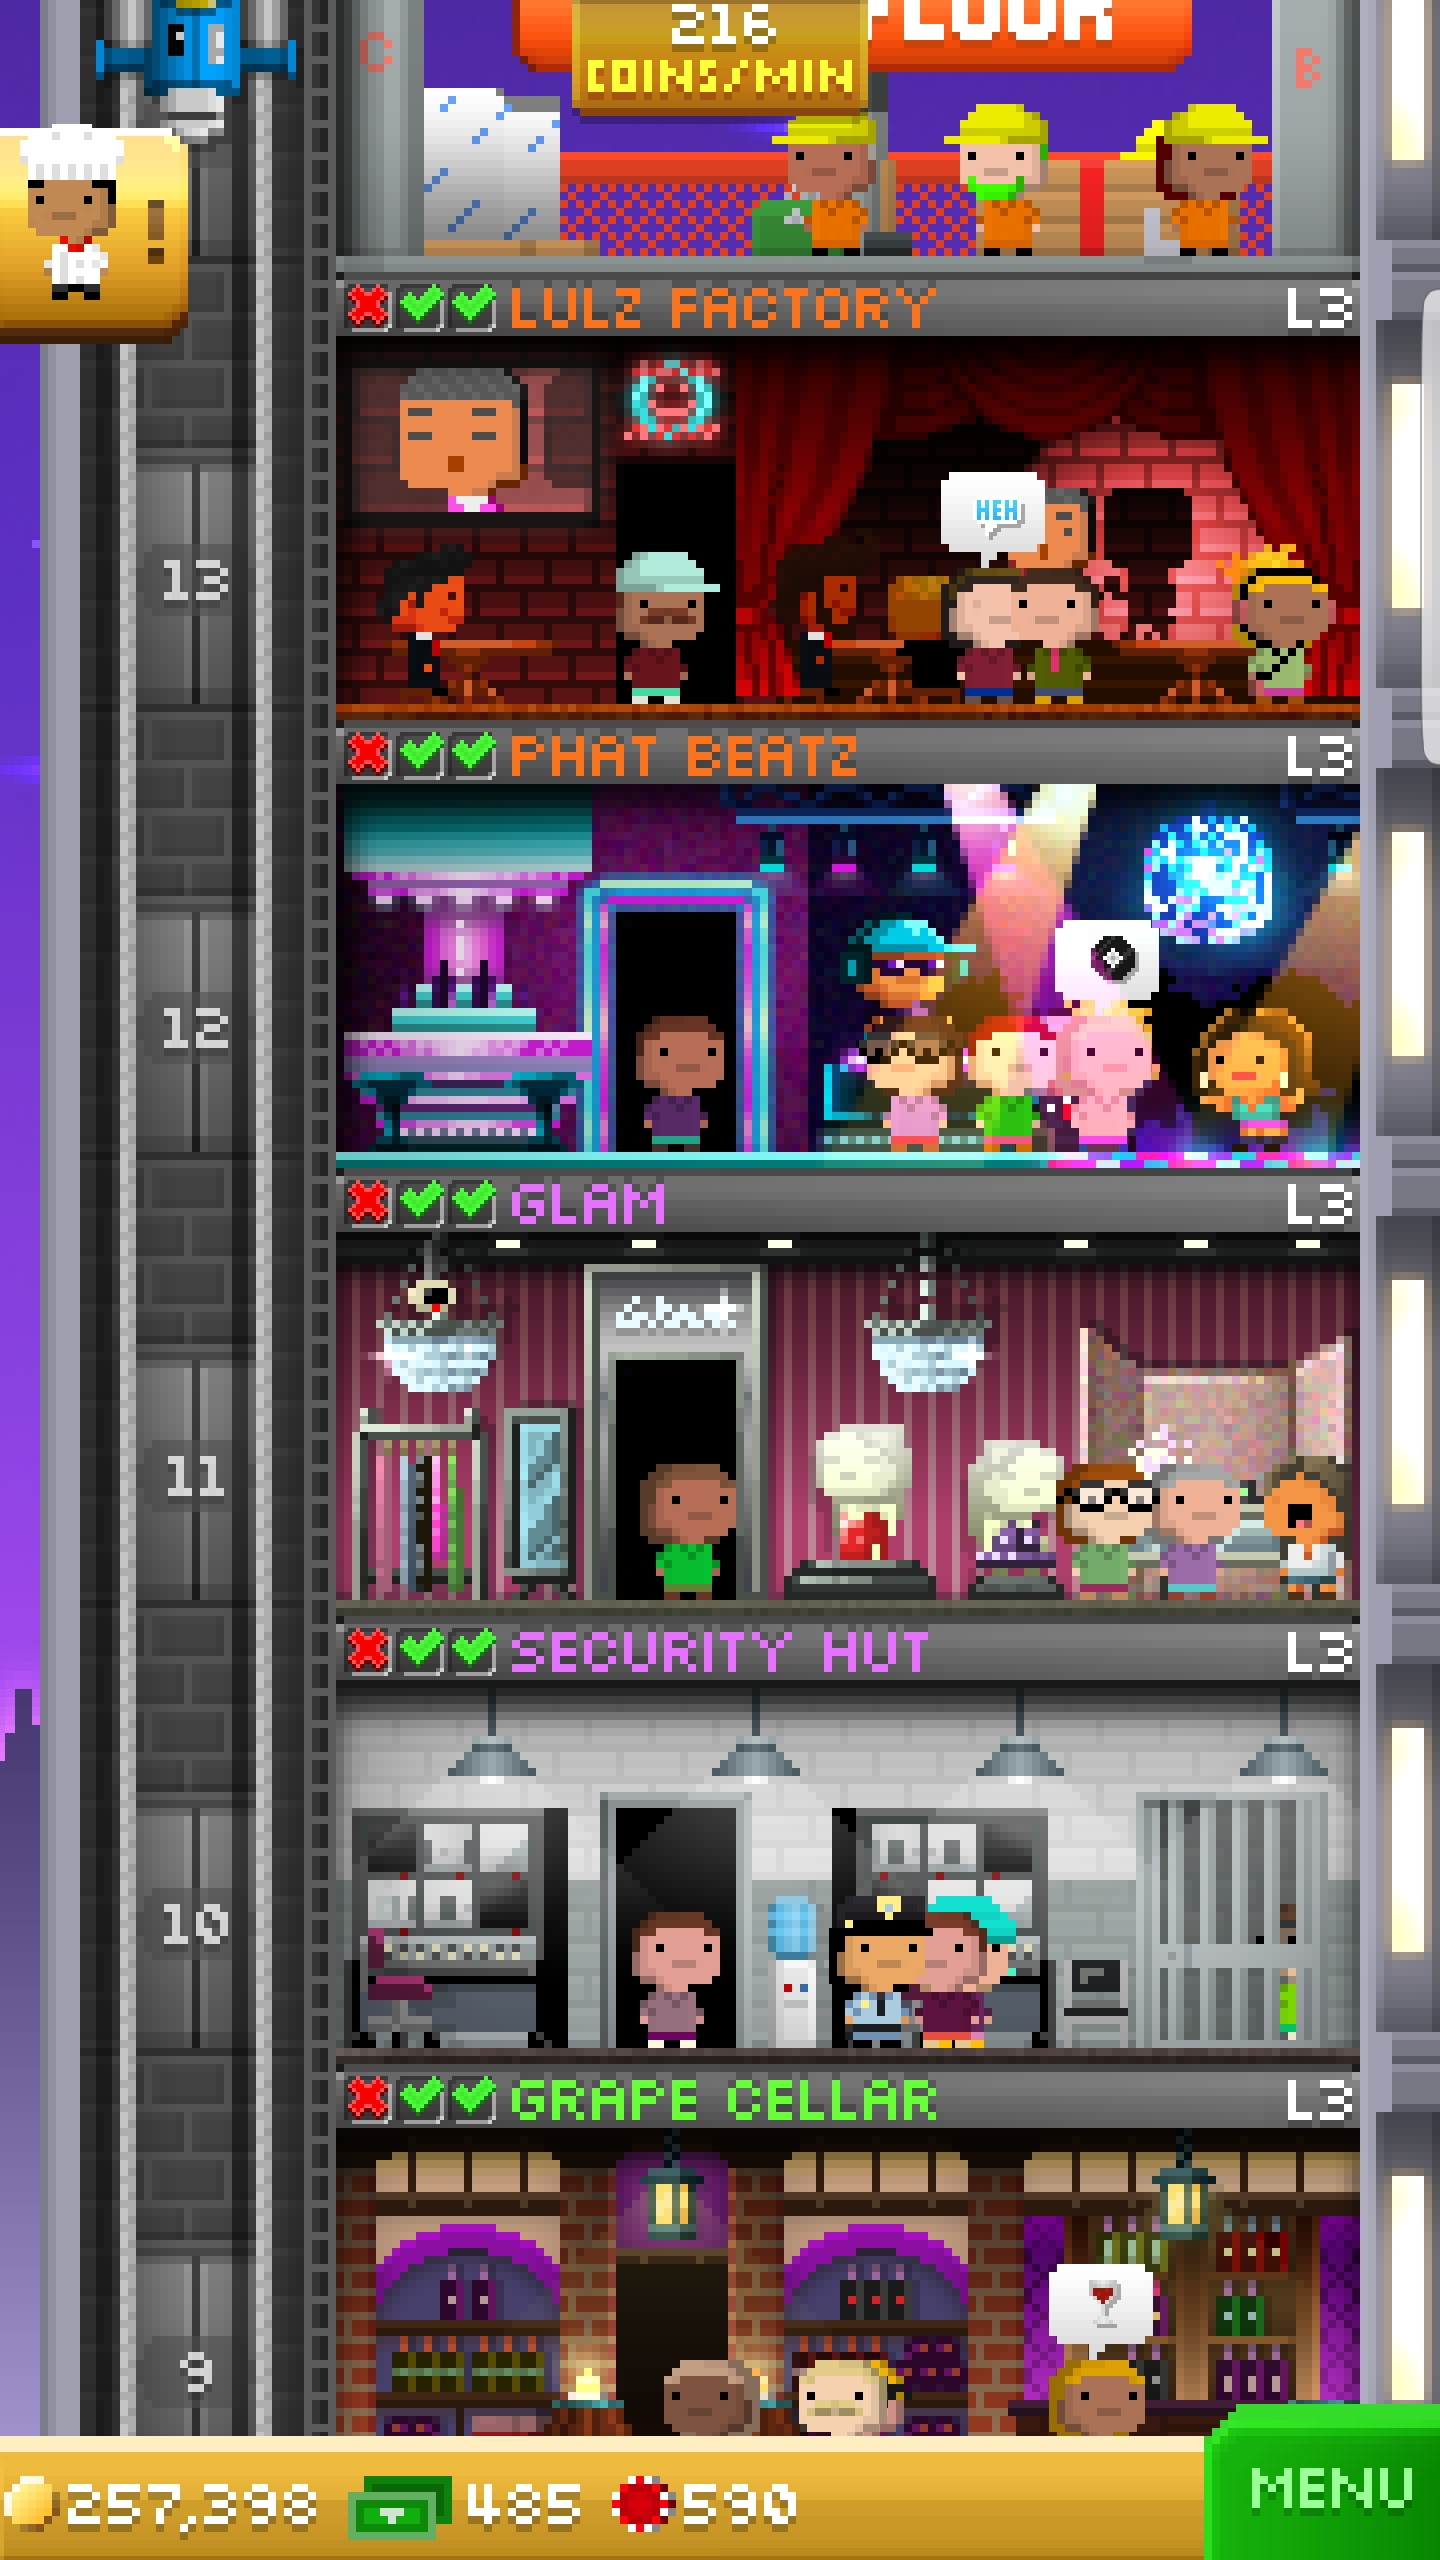 216
FLOOR
COINS/MIN
C
B
LULZ FACTORY L3
HEH
13
PHAT BEATZ L3
12
GLAM L3
Glam
11
SECURITY HUT L3
10
GRAPE CELLAR L3
9
257,398 485 590
MENU